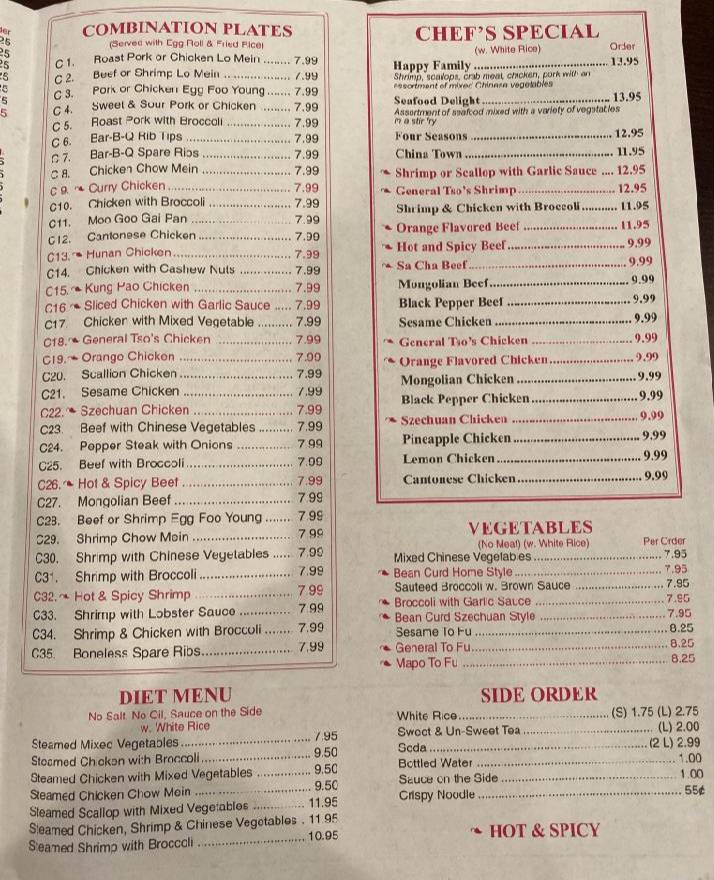 COMBINATION PLATES
(Served with Egg Roll & Fried Rice)
C 1. Roast Pork or Chicken Lo Mein ........ 7.99
C 2. Beef or Shrimp Lo Mein ........ 7.99
C 3. Pork or Chicken Egg Foo Young ....... 7.99
C 4. Sweet & Sour Pork or Chicken ........ 7.99
C 5. Roast Pork with Broccoli ........ 7.99
C 6. Bar-B-Q Rib Tips ........ 7.99
C 7. Bar-B-Q Spare Ribs ........ 7.99
C 8. Chicken Chow Mein ........ 7.99
C 9. Curry Chicken ........ 7.99
C10. Chicken with Broccoli ........ 7.99
C11. Moo Goo Gai Pan ........ 7.99
C12. Cantonese Chicken ........ 7.99
C13. Hunan Chicken ........ 7.99
C14. Chicken with Cashew Nuts ........ 7.99
C15. Kung Pao Chicken ........ 7.99
C16 Sliced Chicken with Garlic Sauce ..... 7.99
C17. Chicken with Mixed Vegetable ......... 7.99
C18. General Tso's Chicken ........ 7.99
C19. Orange Chicken ........ 7.99
C20. Scallion Chicken ........ 7.99
C21. Sesame Chicken ........ 7.99
C22. Szechuan Chicken ........ 7.99
C23. Beef with Chinese Vegetables ........ 7.99
C24. Pepper Steak with Onions ........ 7.99
C25. Beef with Broccoli ........ 7.99
C26. Hot & Spicy Beef ........ 7.99
C27. Mongolian Beef ........ 7.99
C28. Beef or Shrimp Egg Foo Young ....... 7.99
C29. Shrimp Chow Mein ........ 7.99
C30. Shrimp with Chinese Vegetables ..... 7.99
C31. Shrimp with Broccoli ........ 7.99
C32. Hot & Spicy Shrimp ........ 7.99
C33. Shrimp with Lobster Sauce ........ 7.99
C34. Shrimp & Chicken with Broccoli ....... 7.99
C35. Boneless Spare Ribs ........ 7.99
DIET MENU
No Salt, No Oil, Sauce on the Side
w. White Rice
Steamed Mixed Vegetables ........ 7.95
Steamed Chicken with Broccoli ........ 9.50
Steamed Chicken with Mixed Vegetables ........ 9.50
Steamed Chicken Chow Mein ........ 9.50
Steamed Scallop with Mixed Vegetables ........ 11.95
Steamed Chicken, Shrimp & Chinese Vegetables . 11.95
Steamed Shrimp with Broccoli ........ 10.95
CHEF'S SPECIAL
(w. White Rice) Order
Happy Family ........ 13.95
Shrimp, scallops, crab meat, chicken, pork with an
assortment of mixed Chinese vegetables
Seafood Delight ........ 13.95
Assortment of seafood mixed with a variety of vegetables
in a stir fry
Four Seasons ........ 12.95
China Town ........ 11.95
Shrimp or Scallop with Garlic Sauce .... 12.95
General Tso's Shrimp ........ 12.95
Shrimp & Chicken with Broccoli ........ 11.95
Orange Flavored Beef ........ 11.95
Hot and Spicy Beef ........ 9.99
Sa Cha Beef ........ 9.99
Mongolian Beef ........ 9.99
Black Pepper Beef ........ 9.99
Sesame Chicken ........ 9.99
General Tso's Chicken ........ 9.99
Orange Flavored Chicken ........ 9.99
Mongolian Chicken ........ 9.99
Black Pepper Chicken ........ 9.99
Szechuan Chicken ........ 9.99
Pineapple Chicken ........ 9.99
Lemon Chicken ........ 9.99
Cantonese Chicken ........ 9.99
VEGETABLES
(No Meat) (w. White Rice) Per Order
Mixed Chinese Vegetables ........ 7.95
Bean Curd Home Style ........ 7.95
Sauteed Broccoli w. Brown Sauce ........ 7.95
Broccoli with Garlic Sauce ........ 7.95
Bean Curd Szechuan Style ........ 7.95
Sesame To Fu ........ 8.25
General To Fu ........ 8.25
Mapo To Fu ........ 8.25
SIDE ORDER
White Rice ........ (S) 1.75 (L) 2.75
Sweet & Un-Sweet Tea ........ (L) 2.00
Soda ........ (2 L) 2.99
Bottled Water ........ 1.00
Sauce on the Side ........ 1.00
Crispy Noodle ........ 55¢
HOT & SPICY